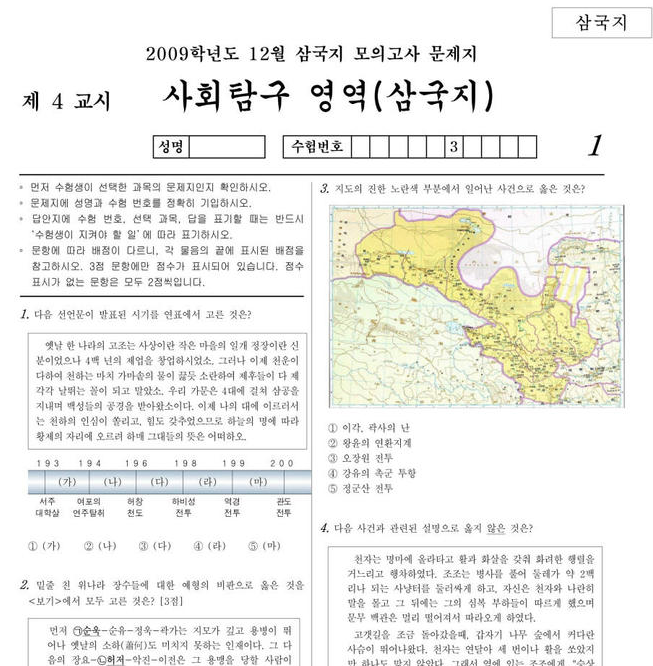 삼국지
2009학년도 12월 삼국지 모의고사 문제지
제 4 교시
사회탐구 영역(삼국지)
성명
수험번호
3
1
◦ 먼저 수험생이 선택한 과목의 문제지인지 확인하시오.
◦ 문제지에 성명과 수험 번호를 정확히 기입하시오.
◦ 답안지에 수험 번호, 선택 과목, 답을 표기할 때는 반드시
‘수험생이 지켜야 할 일’에 따라 표기하시오.
◦ 문항에 따라 배점이 다르니, 각 물음의 끝에 표시된 배점을
참고하시오. 3점 문항에만 점수가 표시되어 있습니다. 점수
표시가 없는 문항은 모두 2점씩입니다.
1. 다음 선언문이 발표된 시기를 연표에서 고른 것은?
옛날 한 나라의 고조는 사상이란 작은 마을의 일개 정장이란 신
분이었으나 4백 년의 제업을 창업하시었소. 그러나 이제 천운이
다하여 천하는 마치 가마솥의 물이 끓듯 소란하여 제후들이 다 제
각각 날뛰는 꼴이 되고 말았소. 우리 가문은 4대에 걸쳐 삼공을
지내며 백성들의 공경을 받아왔소이다. 이제 나의 대에 이르러서
는 천하의 인심이 쏠리고, 힘도 갖추었으므로 하늘의 명에 따라
황제의 자리에 오르려 하매 그대들의 뜻은 어떠하오.
193 194 196 198 199 200
(가) (나) (다) (라) (마)
서주 여포의 허창 하비성 역경 관도
대학살 연주탈취 천도 전투 전투 전투
① (가) ② (나) ③ (다) ④ (라) ⑤ (마)
2. 밑줄 친 위나라 장수들에 대한 예형의 비판으로 옳은 것을
<보기>에서 모두 고른 것은? [3점]
먼저 ㉠순욱-순유-정욱-곽가는 지모가 깊고 용병이 뛰
어나 옛날의 소하(蕭何)도 미치지 못하는 인재이다. 그 다
음의 장요-㉡허저-악진-이전은 그 용맹을 당할 사람이
3. 지도의 진한 노란색 부분에서 일어난 사건으로 옳은 것은?
① 이각, 곽사의 난
② 왕윤의 연환지계
③ 오장원 전투
④ 강유의 촉군 투항
⑤ 정군산 전투
4. 다음 사건과 관련된 설명으로 옳지 않은 것은?
천자는 명마에 올라타고 활과 화살을 갖춰 화려한 행렬을
거느리고 행차하였다. 조조는 병사를 풀어 둘레가 약 2백
리나 되는 사냥터를 둘러싸게 하고, 자신은 천자와 나란히
말을 몰고 그 뒤에는 그의 심복 부하들이 따르게 했으며
문무 백관은 멀리 떨어져서 따라오게 하였다.
고갯길을 조금 돌아갔을때, 갑자기 나무 숲에서 커다란
사슴이 뛰어나왔다. 천자는 연달아 세 번이나 활을 쏘았지
만 하나도 맞지 않았다. 그래서 옆에 있는 조조에게, “승상